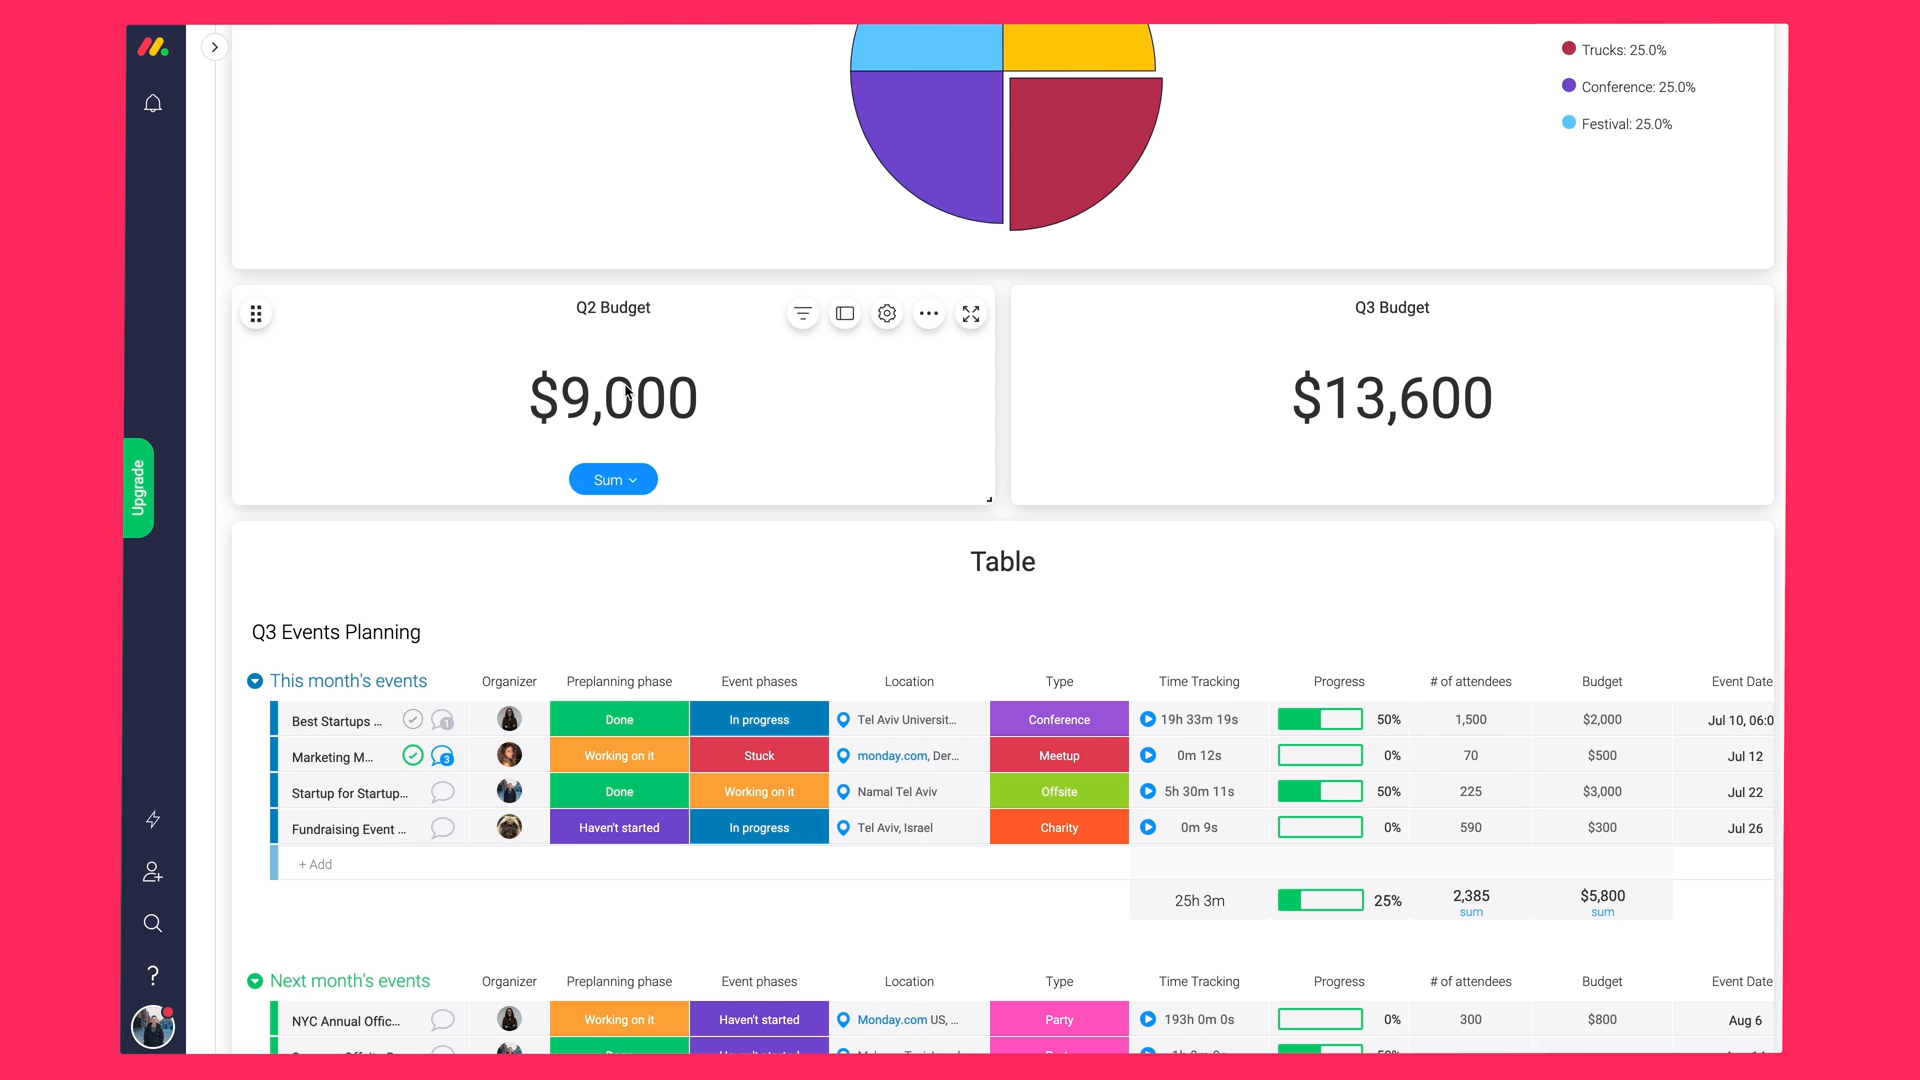 Trucks: 25.0%
Conference: 25.0%
Festival: 25.0%
Q2 Budget
$9,000
Sum
Q3 Budget
$13,600
Upgrade
Table
Q3 Events Planning
This month's events Organizer Preplanning phase Event phases Location Type Time Tracking Progress # of attendees Budget Event Date
Best Startups ... 1 Done In progress Tel Aviv Universit... Conference 19h 33m 19s 50% 1,500 $2,000 Jul 10, 06:0
Marketing M... 3 Working on it Stuck monday.com, Der... Meetup 0m 12s 0% 70 $500 Jul 12
Startup for Startup... Done Working on it Namal Tel Aviv Offsite 5h 30m 11s 50% 225 $3,000 Jul 22
Fundraising Event ... Haven't started In progress Tel Aviv, Israel Charity 0m 9s 0% 590 $300 Jul 26
+ Add
25h 3m 25% 2,385 $5,800
sum sum
Next month's events Organizer Preplanning phase Event phases Location Type Time Tracking Progress # of attendees Budget Event Date
NYC Annual Offic... Working on it Haven't started Monday.com US, ... Party 193h 0m 0s 0% 300 $800 Aug 6